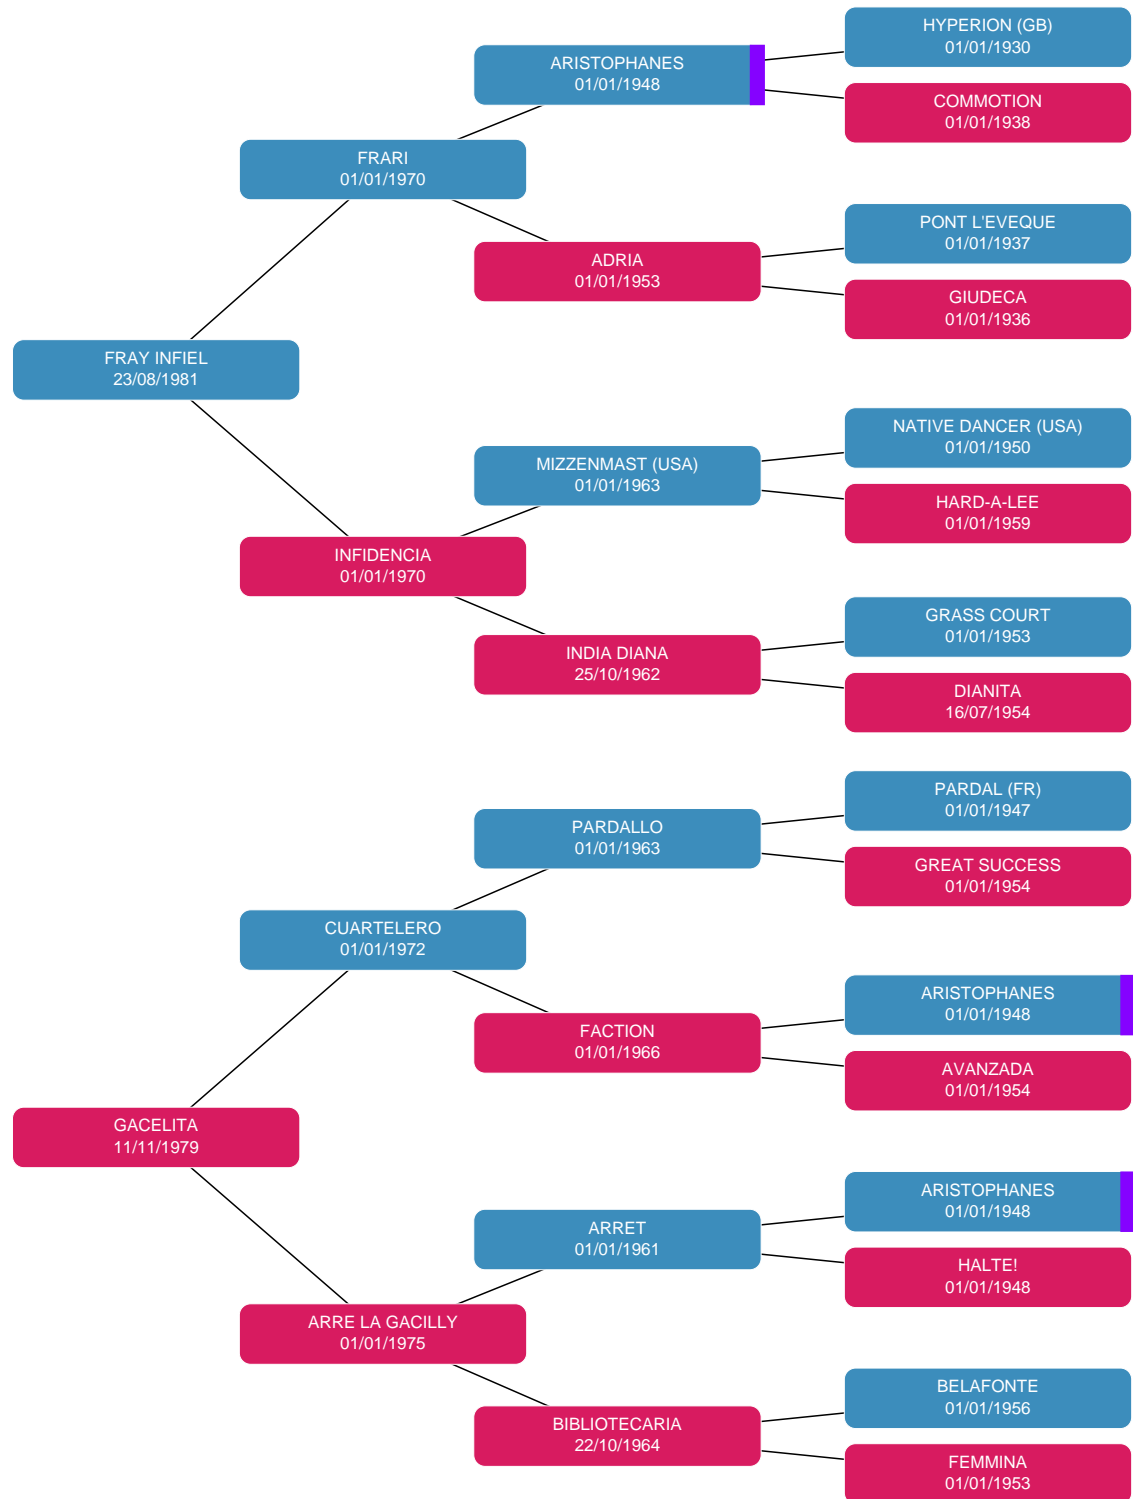 HYPERION (GB)
01/01/1930
ARISTOPHANES
01/01/1948
COMMOTION
01/01/1938
FRARI
01/01/1970
PONT L'EVEQUE
01/01/1937
ADRIA
01/01/1953
GIUDECA
01/01/1936
FRAY INFIEL
23/08/1981
NATIVE DANCER (USA)
01/01/1950
MIZZENMAST (USA)
01/01/1963
HARD-A-LEE
01/01/1959
INFIDENCIA
01/01/1970
GRASS COURT
01/01/1953
INDIA DIANA
25/10/1962
DIANITA
16/07/1954
PARDAL (FR)
01/01/1947
PARDALLO
01/01/1963
GREAT SUCCESS
01/01/1954
CUARTELERO
01/01/1972
ARISTOPHANES
01/01/1948
FACTION
01/01/1966
AVANZADA
01/01/1954
GACELITA
11/11/1979
ARISTOPHANES
01/01/1948
ARRET
01/01/1961
HALTE!
01/01/1948
ARRE LA GACILLY
01/01/1975
BELAFONTE
01/01/1956
BIBLIOTECARIA
22/10/1964
FEMMINA
01/01/1953